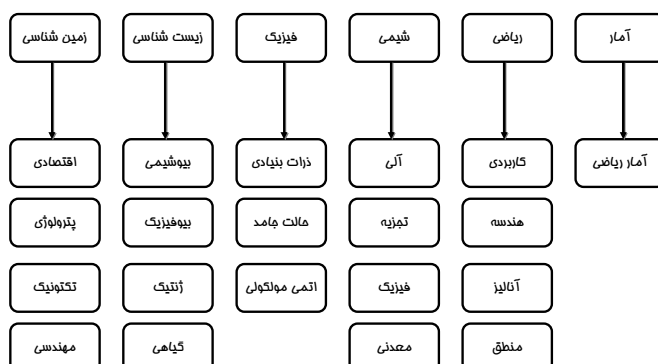 آمار
ریاضی
شیمی
فیزیک
زیست شناسی
زمین شناسی
آمار ریاضی
کاربردی
آلی
ذرات بنیادی
بیوشیمی
اقتصادی
هندسه
تجزیه
حالت جامد
بیوفیزیک
پترولوژی
آنالیز
فیزیک
اتمی مولکولی
ژنتیک
تکتونیک
منطق
معدنی
گیاهی
مهندسی